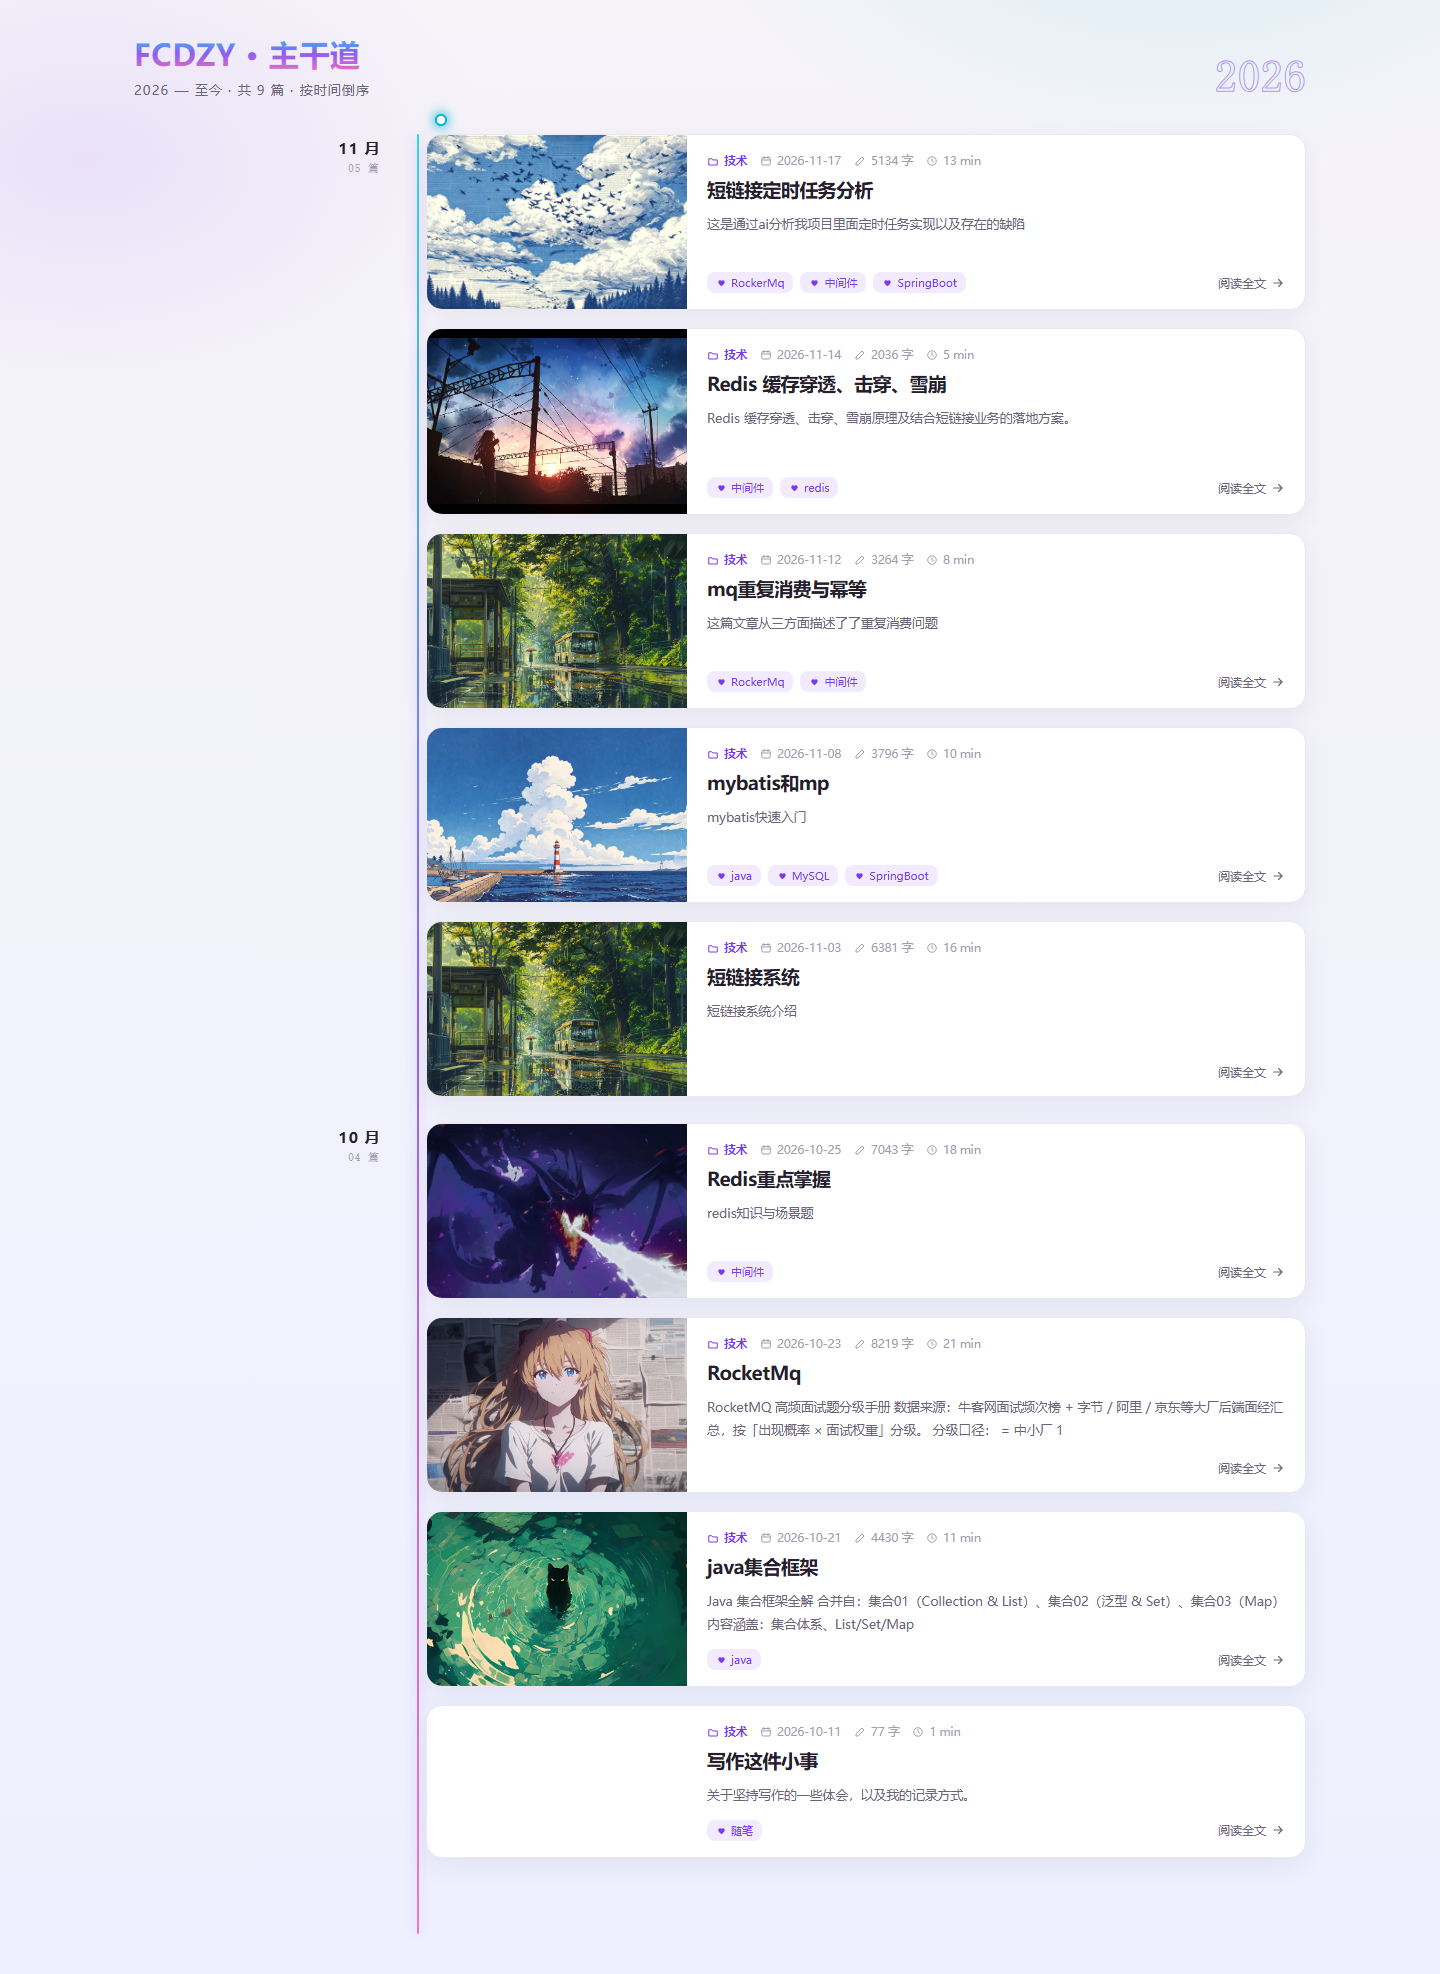 FCDZY · 主干道
2026 — 至今 · 共 9 篇 · 按时间倒序
2026
11 月
05 篇
技术 2026-11-17 5134 字 13 min
短链接定时任务分析
这是通过ai分析我项目里面定时任务实现以及存在的缺陷
RockerMq 中间件 SpringBoot 阅读全文 →
技术 2026-11-14 2036 字 5 min
Redis 缓存穿透、击穿、雪崩
Redis 缓存穿透、击穿、雪崩原理及结合短链接业务的落地方案。
中间件 redis 阅读全文 →
技术 2026-11-12 3264 字 8 min
mq重复消费与幂等
这篇文章从三方面描述了了重复消费问题
RockerMq 中间件 阅读全文 →
技术 2026-11-08 3796 字 10 min
mybatis和mp
mybatis快速入门
java MySQL SpringBoot 阅读全文 →
技术 2026-11-03 6381 字 16 min
短链接系统
短链接系统介绍
阅读全文 →
10 月
04 篇
技术 2026-10-25 7043 字 18 min
Redis重点掌握
redis知识与场景题
中间件 阅读全文 →
技术 2026-10-23 8219 字 21 min
RocketMq
RocketMQ 高频面试题分级手册 数据来源：牛客网面试频次榜 + 字节 / 阿里 / 京东等大厂后端面经汇
总，按「出现概率 × 面试权重」分级。 分级口径： = 中小厂 1
阅读全文 →
技术 2026-10-21 4430 字 11 min
java集合框架
Java 集合框架全解 合并自：集合01（Collection & List）、集合02（泛型 & Set）、集合03（Map）
内容涵盖：集合体系、List/Set/Map
java 阅读全文 →
技术 2026-10-11 77 字 1 min
写作这件小事
关于坚持写作的一些体会，以及我的记录方式。
随笔 阅读全文 →